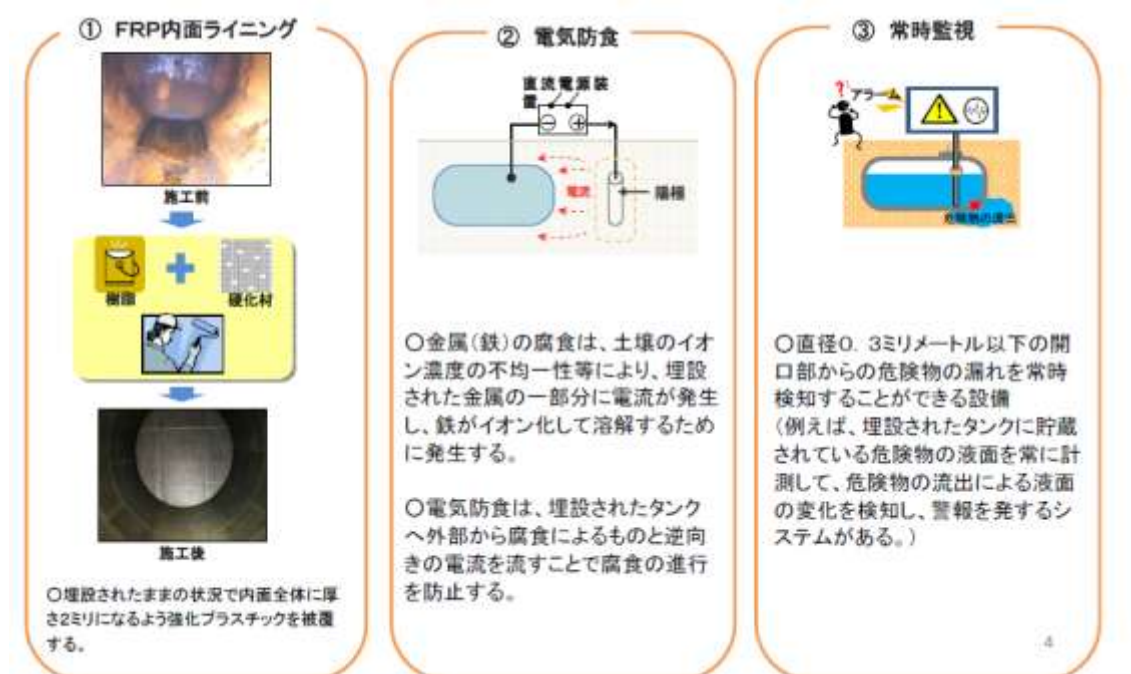 ① FRP内面ライニング
施工前
樹脂
硬化材
施工後
〇埋設されたままの状況で内面全体に厚
さ2ミリになるよう強化プラスチックを被覆
する。
② 電気防食
直流電源装
置
⊖ ⊕
電流
陽極
〇金属(鉄)の腐食は、土壌のイオ
ン濃度の不均一性等により、埋設
された金属の一部分に電流が発生
し、鉄がイオン化して溶解するため
に発生する。
〇電気防食は、埋設されたタンク
へ外部から腐食によるものと逆向
きの電流を流すことで腐食の進行
を防止する。
③ 常時監視
!?
アラーム
危険物の流出
〇直径0.3ミリメートル以下の開
口部からの危険物の漏れを常時
検知することができる設備
(例えば、埋設されたタンクに貯蔵
されている危険物の液面を常に計
測して、危険物の流出による液面
の変化を検知し、警報を発するシ
ステムがある。)
4